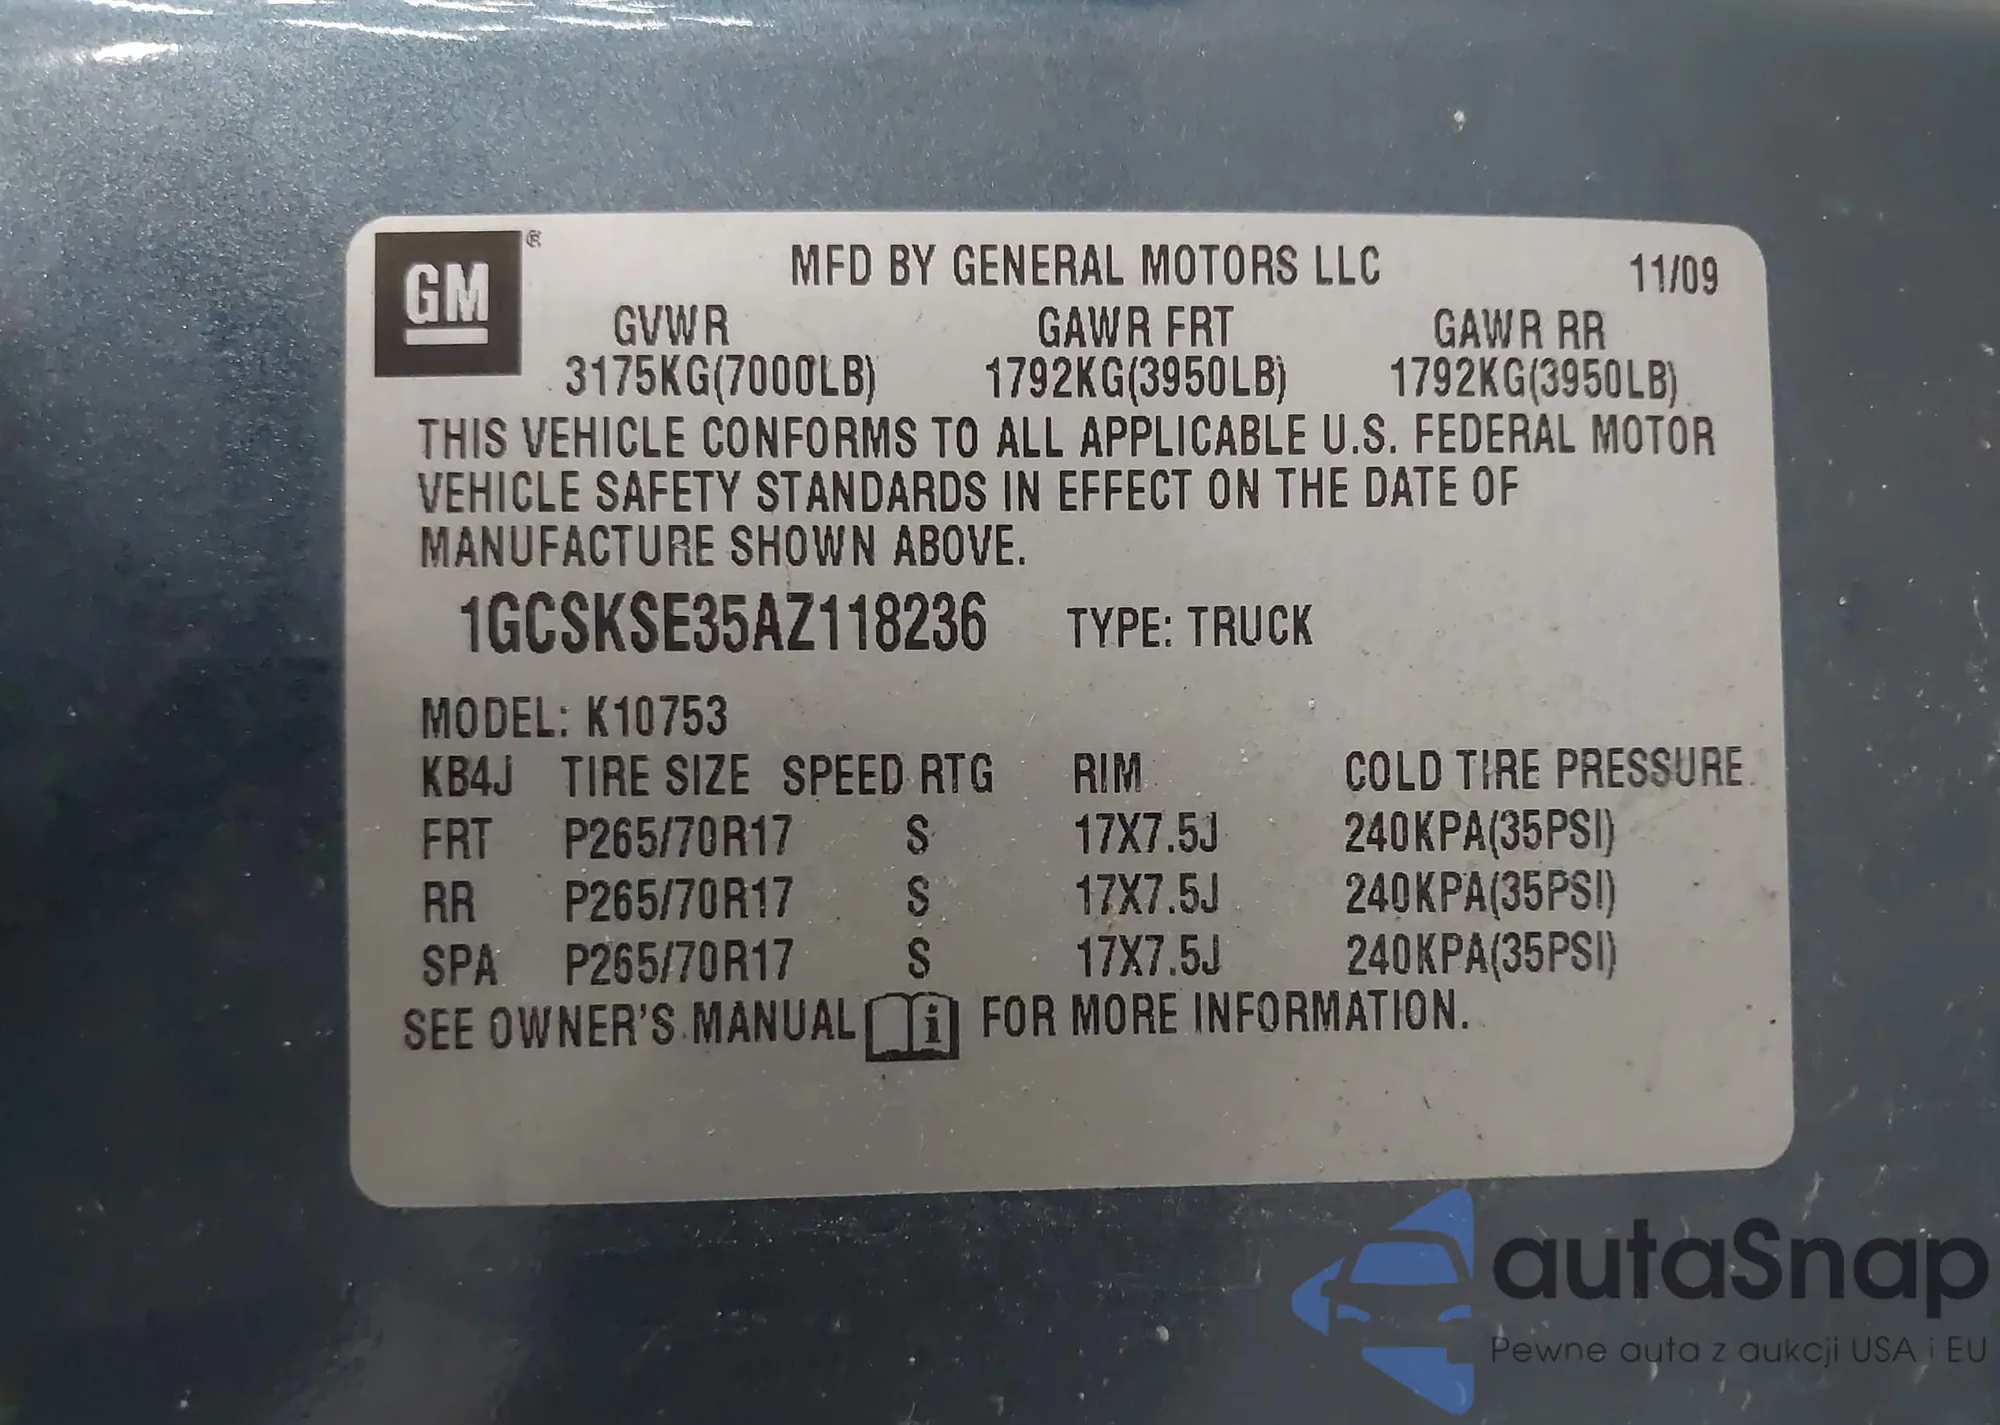 GM ®
MFD BY GENERAL MOTORS LLC 11/09
GVWR GAWR FRT GAWR RR
3175KG(7000LB) 1792KG(3950LB) 1792KG(3950LB)
THIS VEHICLE CONFORMS TO ALL APPLICABLE U.S. FEDERAL MOTOR
VEHICLE SAFETY STANDARDS IN EFFECT ON THE DATE OF
MANUFACTURE SHOWN ABOVE.
1GCSKSE35AZ118236 TYPE: TRUCK
MODEL: K10753
KB4J TIRE SIZE SPEED RTG RIM COLD TIRE PRESSURE
FRT P265/70R17 S 17X7.5J 240KPA(35PSI)
RR P265/70R17 S 17X7.5J 240KPA(35PSI)
SPA P265/70R17 S 17X7.5J 240KPA(35PSI)
SEE OWNER'S MANUAL i FOR MORE INFORMATION.
autaSnap
Pewne auta z aukcji USA i EU